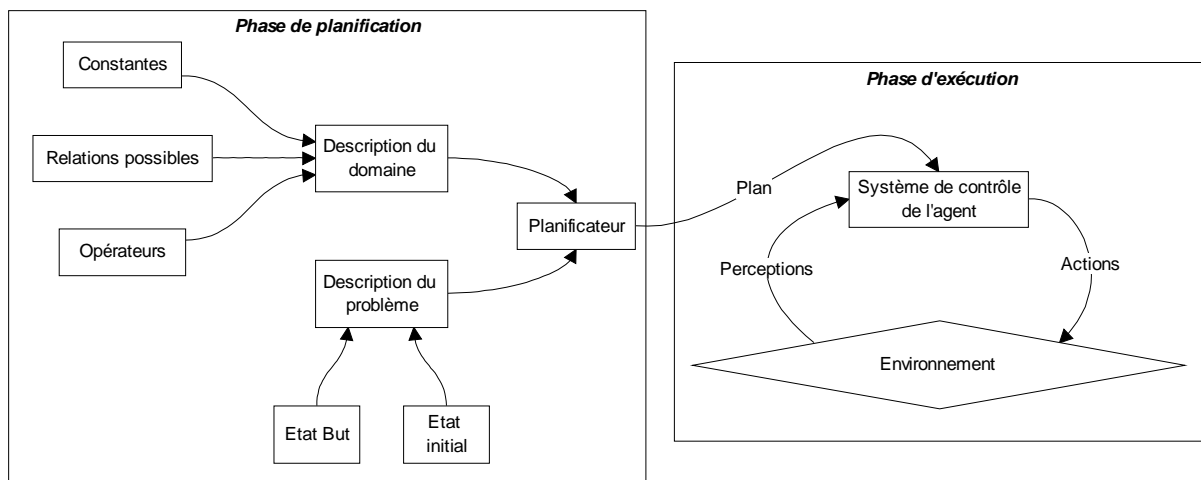 Phase de planification
Constantes
Relations possibles
Opérateurs
Description du
domaine
Description du
problème
Etat But
Etat
initial
Planificateur
Phase d'exécution
Plan
Système de contrôle
de l'agent
Perceptions
Actions
Environnement